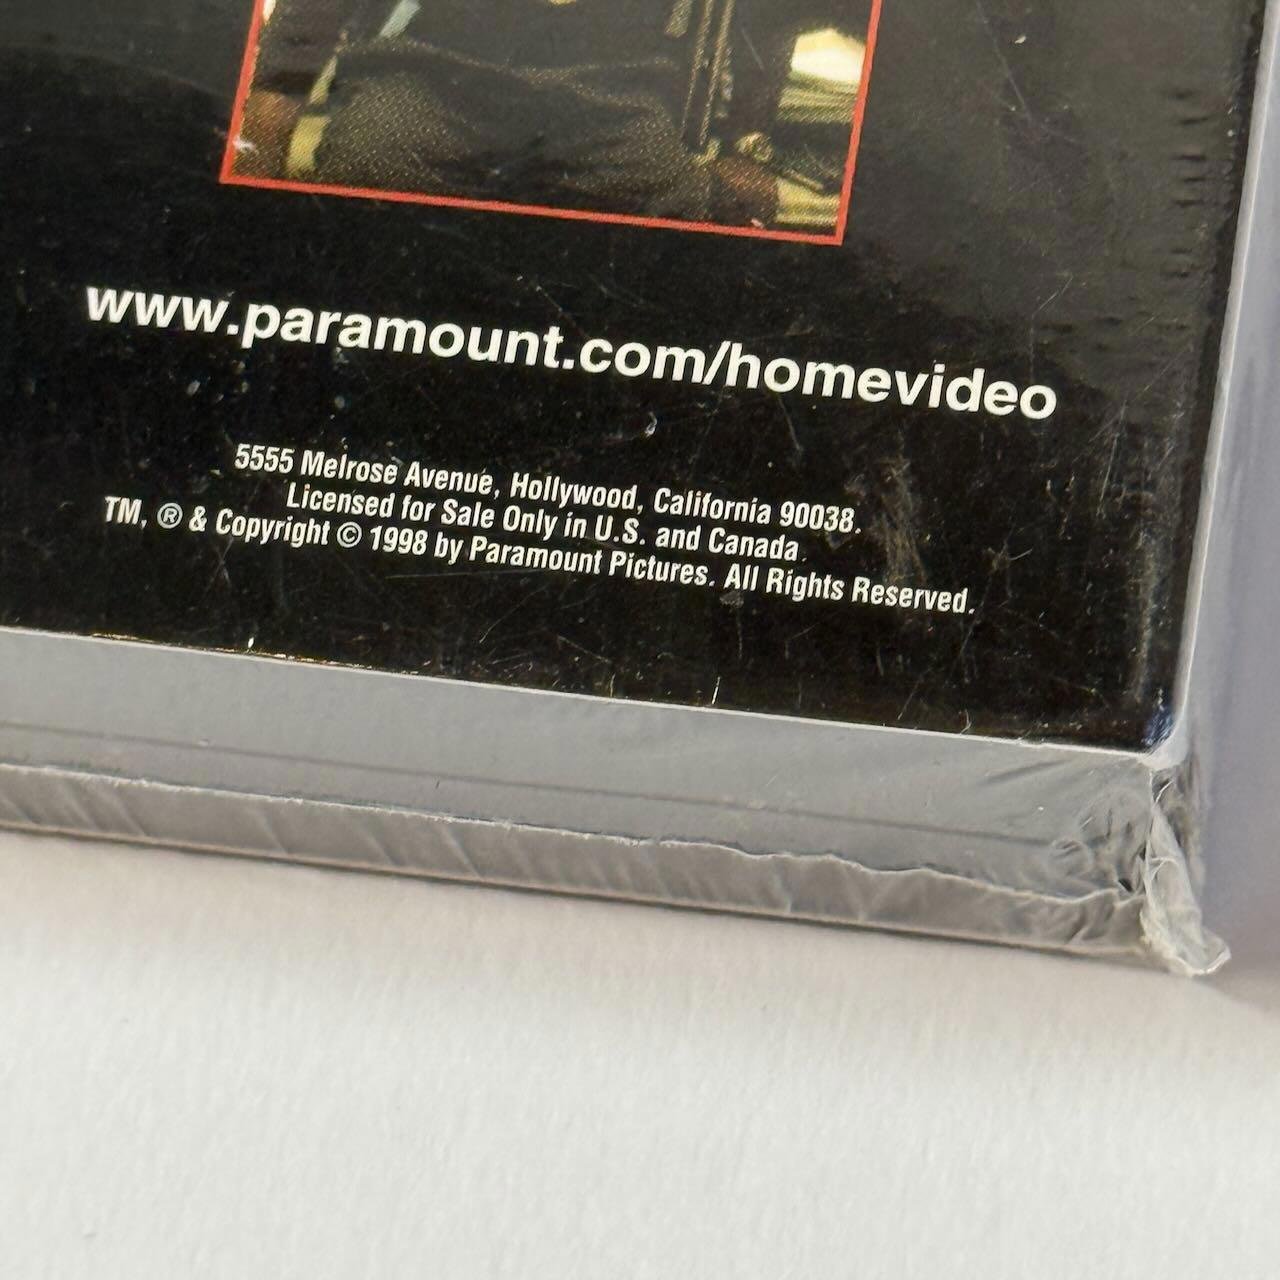 www.paramount.com/homevideo
5555 Melrose Avenue, Hollywood, California 90038.
Licensed for Sale Only in U.S. and Canada.
TM, ® & Copyright © 1998 by Paramount Pictures. All Rights Reserved.